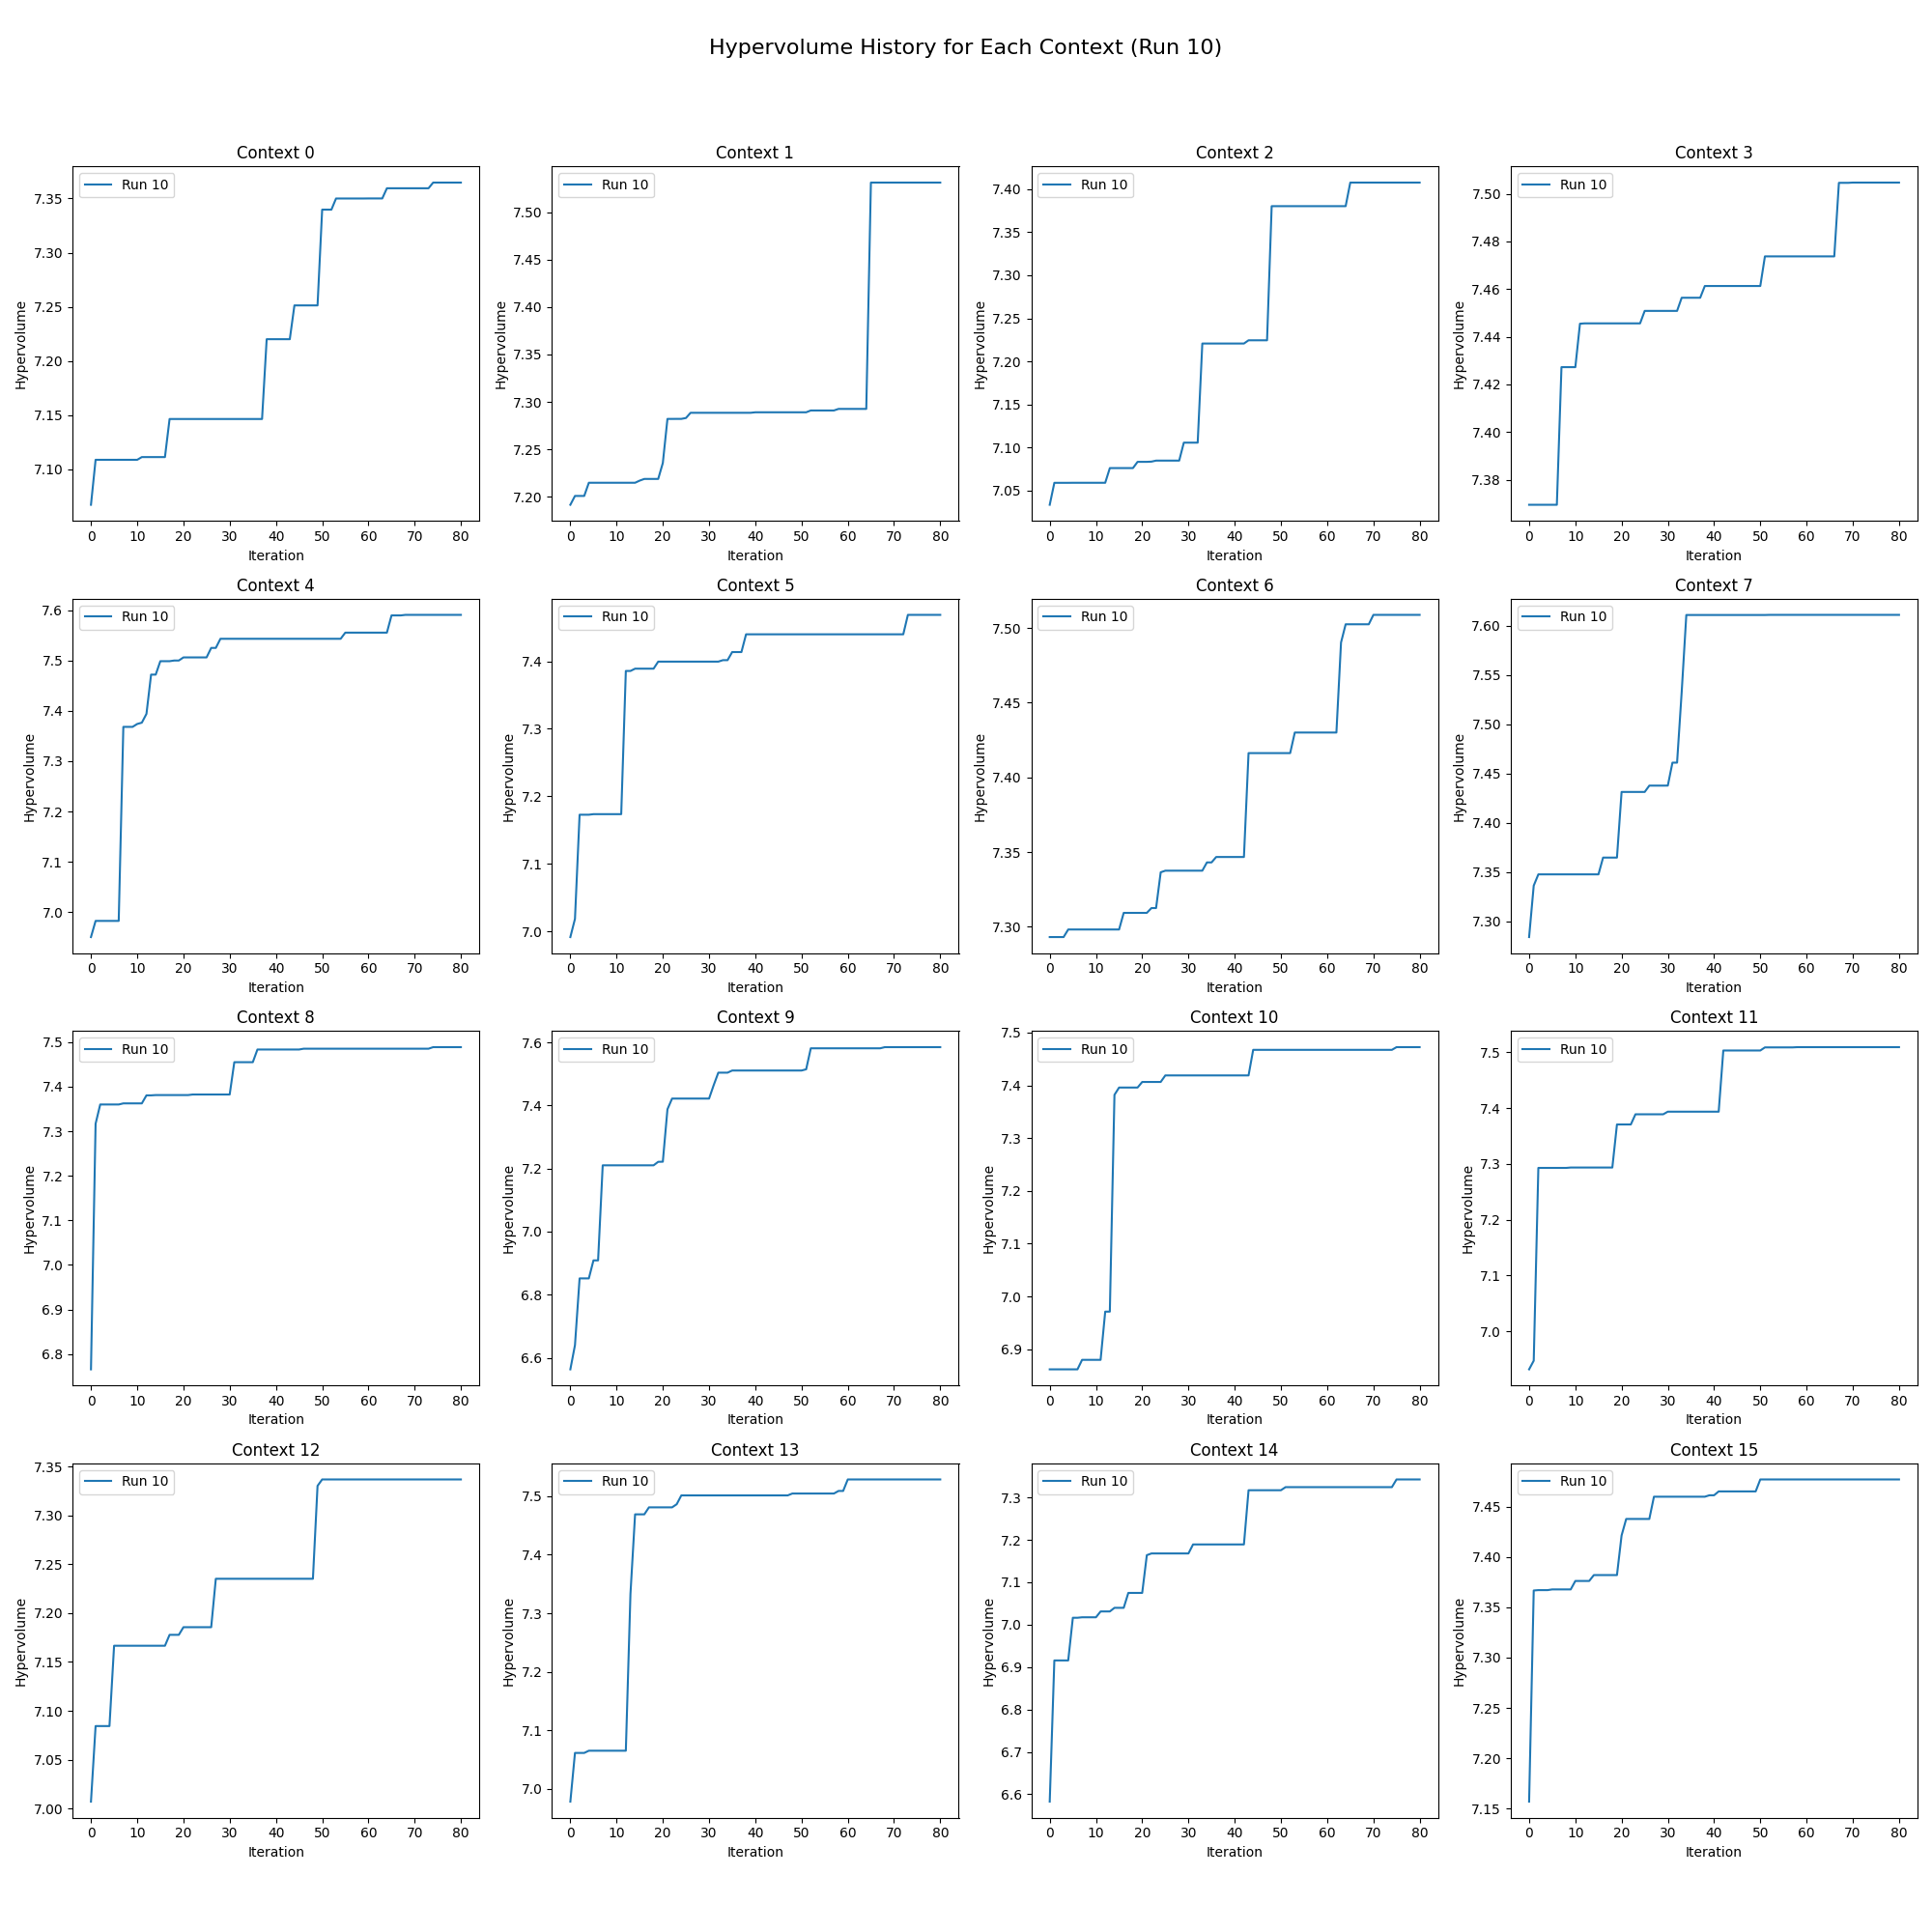 Hypervolume History for Each Context (Run 10)
Context 0
Run 10
7.35
7.30
7.25
7.20
7.15
7.10
Hypervolume
0 10 20 30 40 50 60 70 80
Iteration
Context 1
Run 10
7.50
7.45
7.40
7.35
7.30
7.25
7.20
Hypervolume
0 10 20 30 40 50 60 70 80
Iteration
Context 2
Run 10
7.40
7.35
7.30
7.25
7.20
7.15
7.10
7.05
Hypervolume
0 10 20 30 40 50 60 70 80
Iteration
Context 3
Run 10
7.50
7.48
7.46
7.44
7.42
7.40
7.38
Hypervolume
0 10 20 30 40 50 60 70 80
Iteration
Context 4
Run 10
7.6
7.5
7.4
7.3
7.2
7.1
7.0
Hypervolume
0 10 20 30 40 50 60 70 80
Iteration
Context 5
Run 10
7.4
7.3
7.2
7.1
7.0
Hypervolume
0 10 20 30 40 50 60 70 80
Iteration
Context 6
Run 10
7.50
7.45
7.40
7.35
7.30
Hypervolume
0 10 20 30 40 50 60 70 80
Iteration
Context 7
Run 10
7.60
7.55
7.50
7.45
7.40
7.35
7.30
Hypervolume
0 10 20 30 40 50 60 70 80
Iteration
Context 8
Run 10
7.5
7.4
7.3
7.2
7.1
7.0
6.9
6.8
Hypervolume
0 10 20 30 40 50 60 70 80
Iteration
Context 9
Run 10
7.6
7.4
7.2
7.0
6.8
6.6
Hypervolume
0 10 20 30 40 50 60 70 80
Iteration
Context 10
Run 10
7.5
7.4
7.3
7.2
7.1
7.0
6.9
Hypervolume
0 10 20 30 40 50 60 70 80
Iteration
Context 11
Run 10
7.5
7.4
7.3
7.2
7.1
7.0
Hypervolume
0 10 20 30 40 50 60 70 80
Iteration
Context 12
Run 10
7.35
7.30
7.25
7.20
7.15
7.10
7.05
7.00
Hypervolume
0 10 20 30 40 50 60 70 80
Iteration
Context 13
Run 10
7.5
7.4
7.3
7.2
7.1
7.0
Hypervolume
0 10 20 30 40 50 60 70 80
Iteration
Context 14
Run 10
7.3
7.2
7.1
7.0
6.9
6.8
6.7
6.6
Hypervolume
0 10 20 30 40 50 60 70 80
Iteration
Context 15
Run 10
7.45
7.40
7.35
7.30
7.25
7.20
7.15
Hypervolume
0 10 20 30 40 50 60 70 80
Iteration